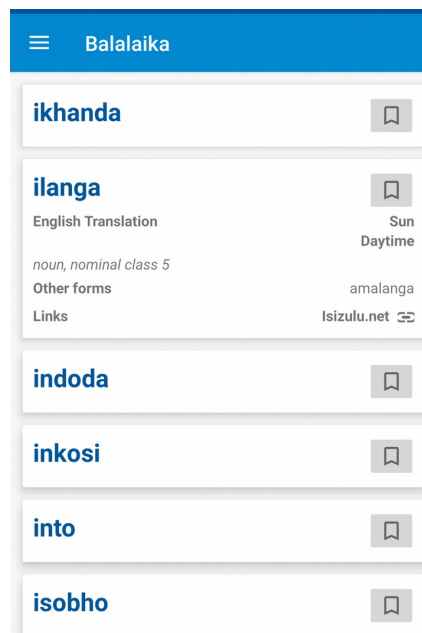 Balalaika
ikhanda
ilanga
English Translation Sun
Daytime
noun, nominal class 5
Other forms amalanga
Links Isizulu.net
indoda
inkosi
into
isobho